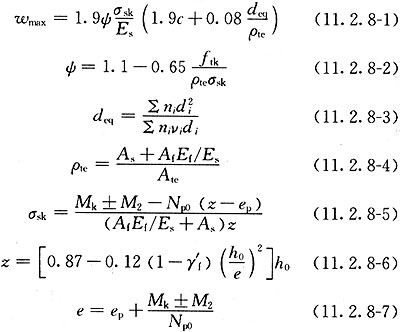 w_max = 1.9ψ σ_sk/E_s (1.9c + 0.08 d_eq/ρ_te) (11.2.8-1)
ψ = 1.1 − 0.65 f_tk/(ρ_te σ_sk) (11.2.8-2)
d_eq = Σ n_i d_i^2 / Σ n_i ν_i d_i (11.2.8-3)
ρ_te = (A_s + A_f E_f/E_s)/A_te (11.2.8-4)
σ_sk = (M_k ± M_2 − N_p0 (z − e_p))/((A_f E_f/E_s + A_s) z) (11.2.8-5)
z = [0.87 − 0.12 (1 − γ′_f) (h_0/e)^2] h_0 (11.2.8-6)
e = e_p + (M_k ± M_2)/N_p0 (11.2.8-7)